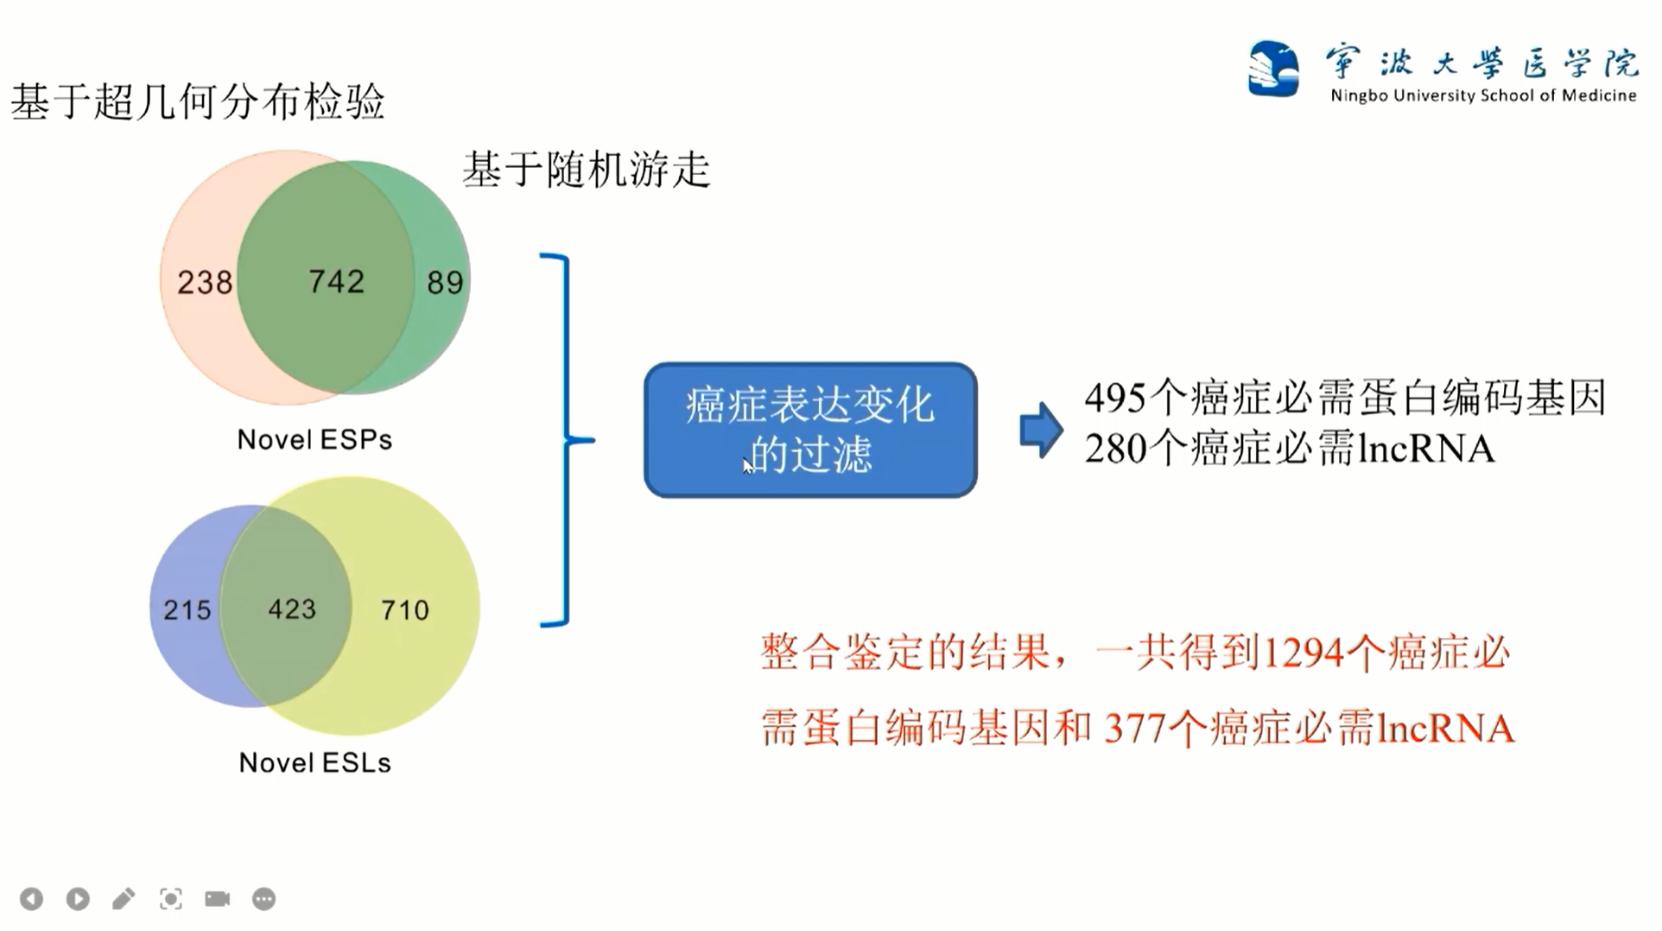 寧波大學医学院
Ningbo University School of Medicine
基于超几何分布检验
基于随机游走
238
742
89
Novel ESPs
癌症表达变化
的过滤
495个癌症必需蛋白编码基因
280个癌症必需lncRNA
215
423
710
Novel ESLs
整合鉴定的结果，一共得到1294个癌症必
需蛋白编码基因和 377个癌症必需lncRNA